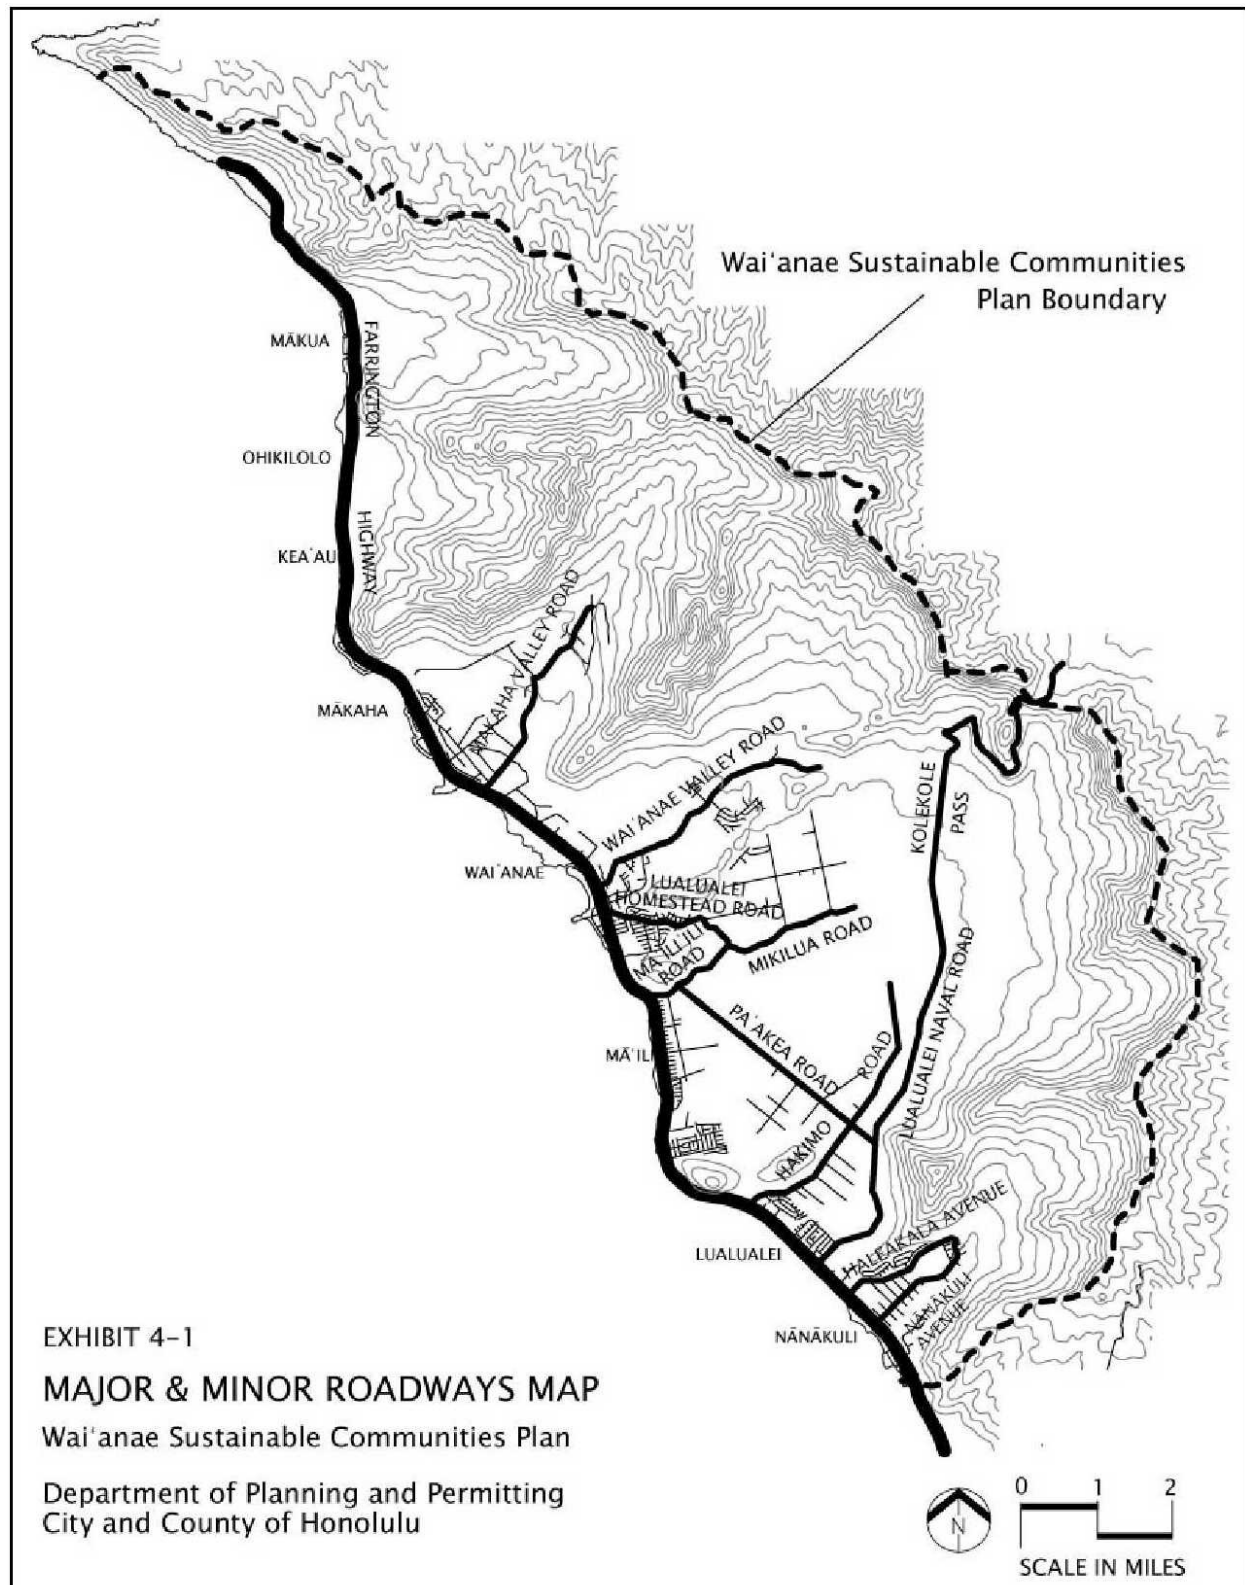 Wai'anae Sustainable Communities
Plan Boundary
MĀKUA
FARRINGTON
OHIKILOLO
HIGHWAY
KEA'AU
MAKAHA VALLEY ROAD
MĀKAHA
WAI'ANAE VALLEY ROAD
KOLEKOLE
PASS
WAI'ANAE
LUALUALEI
HOMESTEAD ROAD
MA'ILI'ILI
ROAD
MIKILUA ROAD
LUALUALEI NAVAL ROAD
PA'AKEA ROAD
MĀ'ILI
HAKIMO
ROAD
HALEAKALA AVENUE
LUALUALEI
NĀNĀKULI
AVENUE
NĀNĀKULI
EXHIBIT 4-1
MAJOR & MINOR ROADWAYS MAP
Wai'anae Sustainable Communities Plan
Department of Planning and Permitting
City and County of Honolulu
N
0 1 2
SCALE IN MILES